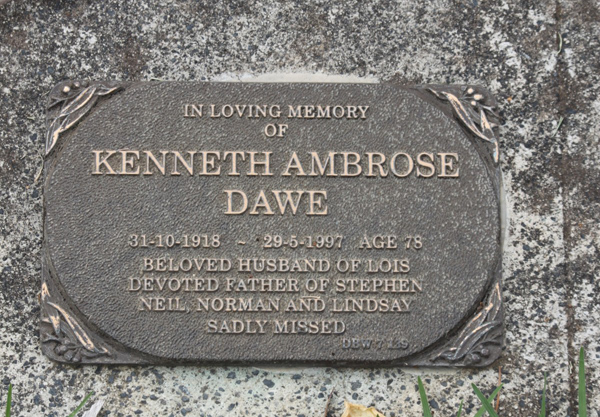 IN LOVING MEMORY
OF
KENNETH AMBROSE
DAWE
31-10-1918 ~ 29-5-1997 AGE 78
BELOVED HUSBAND OF LOIS
DEVOTED FATHER OF STEPHEN
NEIL, NORMAN AND LINDSAY
SADLY MISSED
DBW